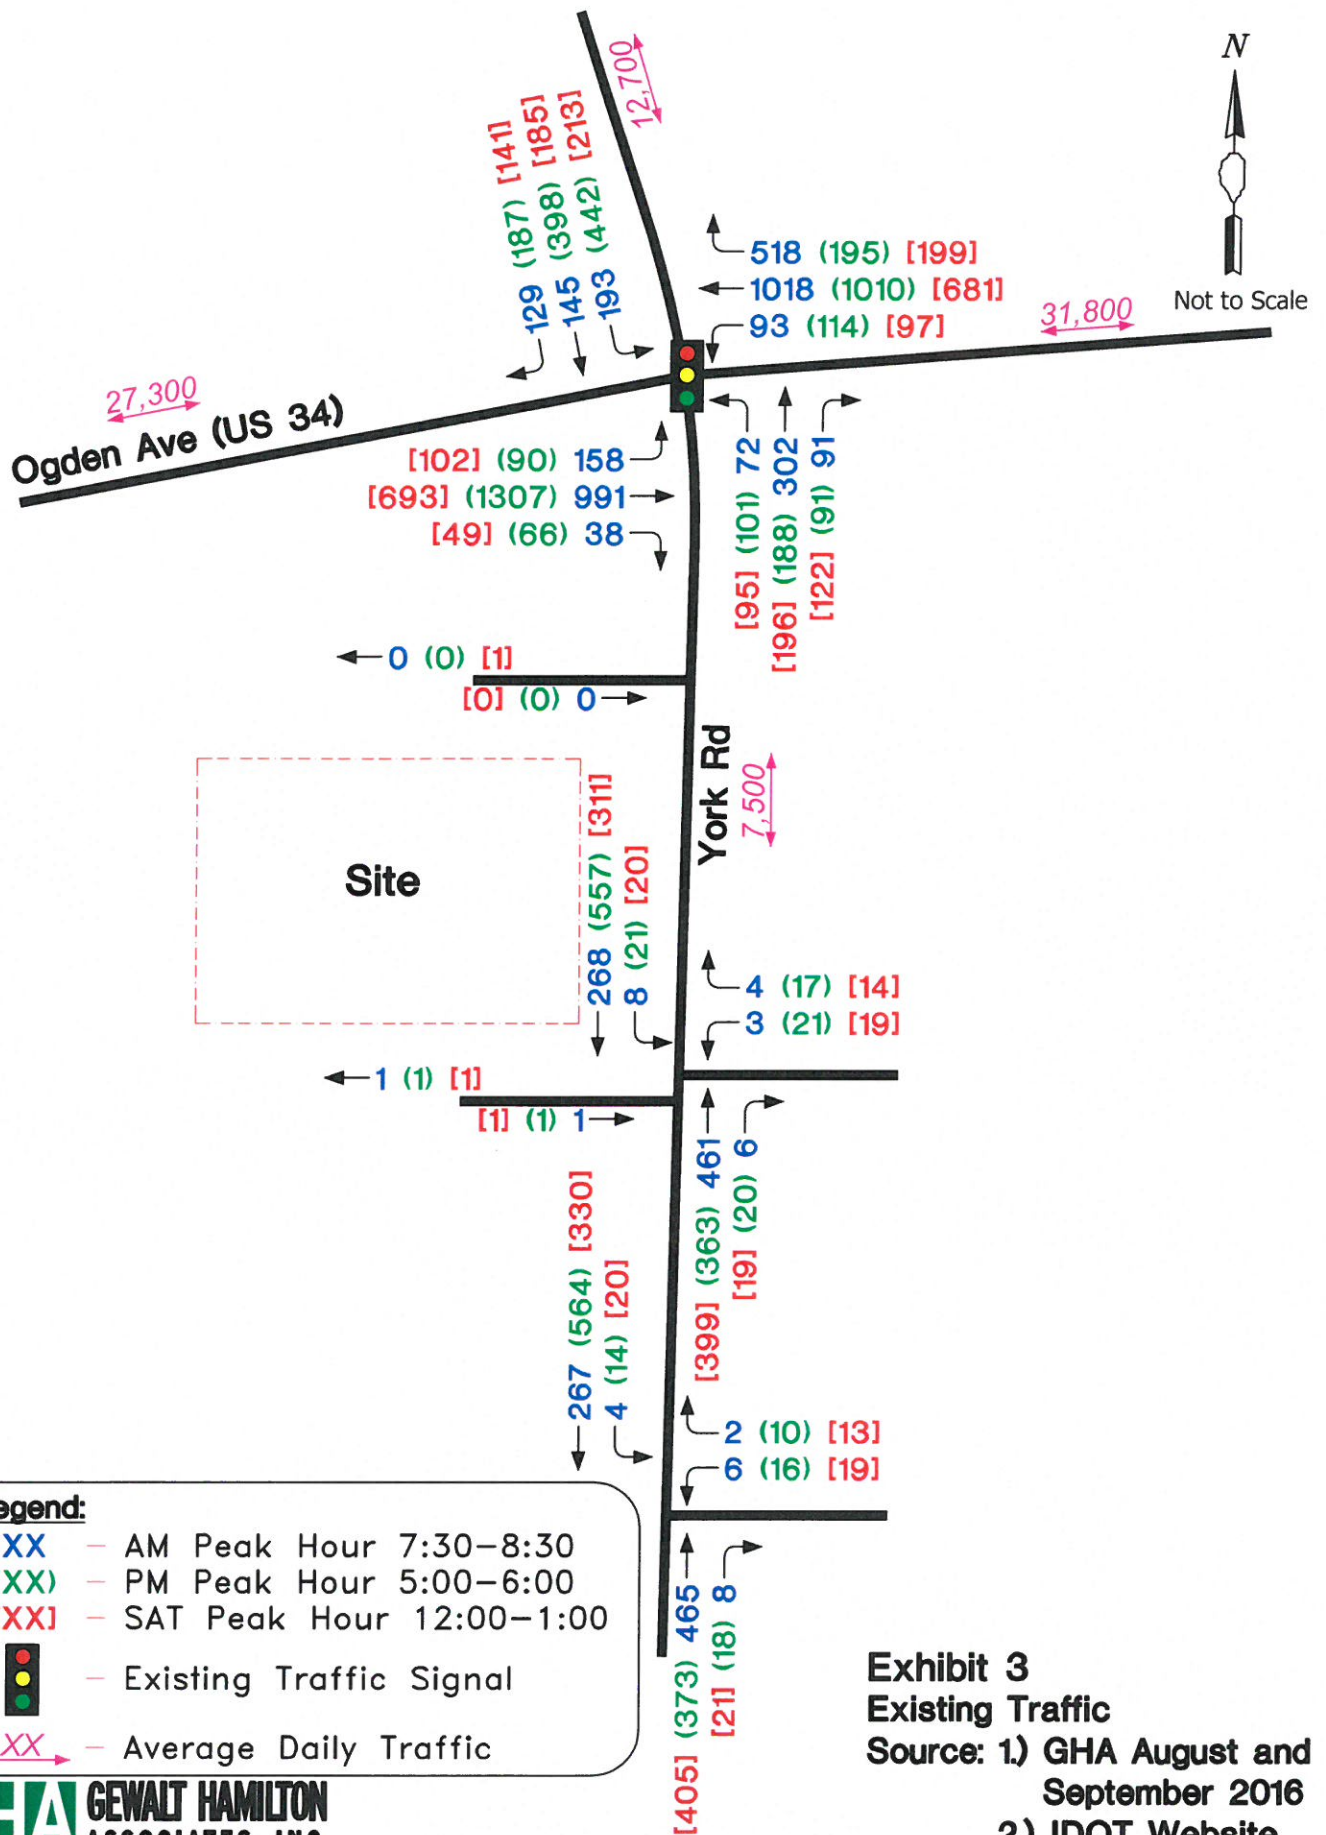 N
Not to Scale
12,700
129 (187) [141]
145 (398) [185]
193 (442) [213]
518 (195) [199]
1018 (1010) [681]
93 (114) [97]
31,800
27,300
Ogden Ave (US 34)
[102] (90) 158
[693] (1307) 991
[49] (66) 38
[95] (101) 72
[196] (188) 302
[122] (91) 91
0 (0) [1]
[0] (0) 0
York Rd
7,500
Site
268 (557) [311]
8 (21) [20]
4 (17) [14]
3 (21) [19]
1 (1) [1]
[1] (1) 1
[399] (363) 461
[19] (20) 6
267 (564) [330]
4 (14) [20]
2 (10) [13]
6 (16) [19]
[405] (373) 465
[21] (18) 8
egend:
XX – AM Peak Hour 7:30-8:30
XX) – PM Peak Hour 5:00-6:00
XX] – SAT Peak Hour 12:00-1:00
– Existing Traffic Signal
XX – Average Daily Traffic
HA GEWALT HAMILTON
ASSOCIATES, INC.
Exhibit 3
Existing Traffic
Source: 1.) GHA August and
September 2016
2.) IDOT Website